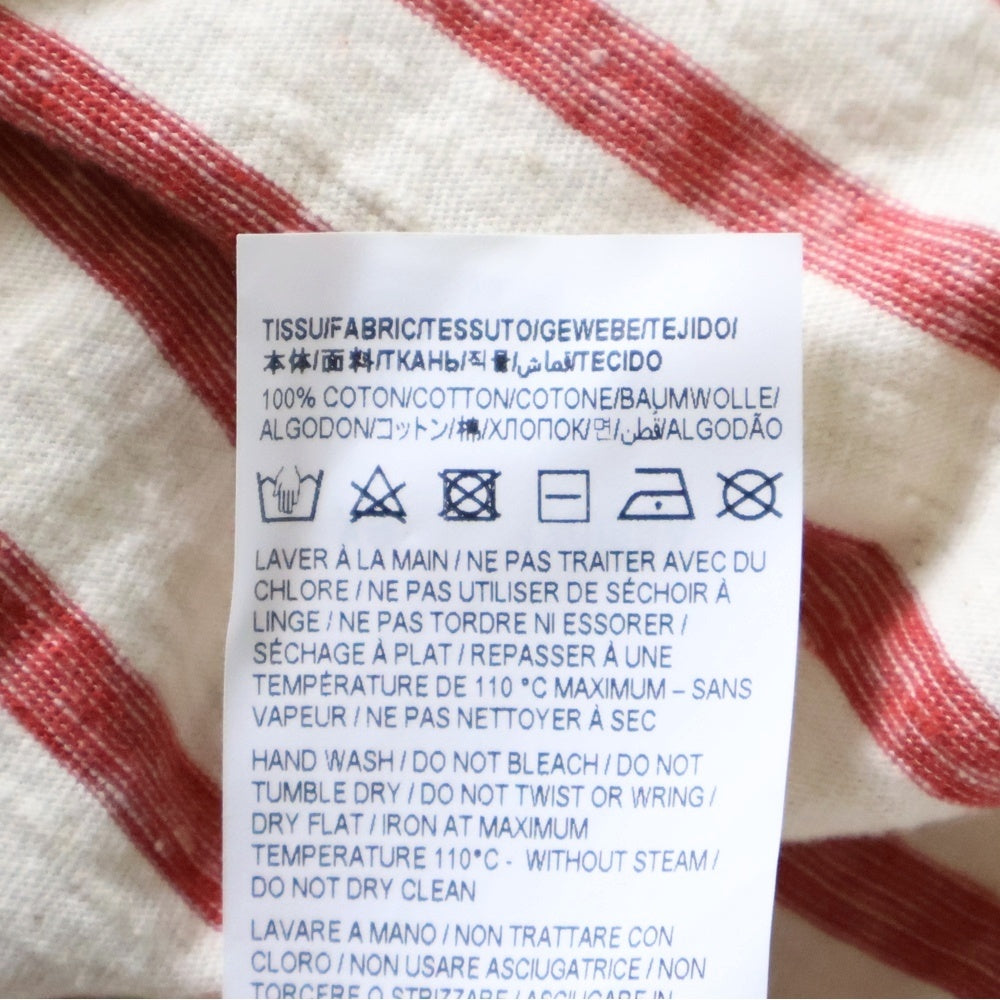 TISSU/FABRIC/TESSUTO/GEWEBE/TEJIDO/
本体/面料/ТКАНЬ/직물/قماش/TECIDO
100% COTON/COTTON/COTONE/BAUMWOLLE/
ALGODON/コットン/棉/ХЛОПОК/면/قطن/ALGODÃO
LAVER À LA MAIN / NE PAS TRAITER AVEC DU
CHLORE / NE PAS UTILISER DE SÉCHOIR À
LINGE / NE PAS TORDRE NI ESSORER /
SÉCHAGE À PLAT / REPASSER À UNE
TEMPÉRATURE DE 110 °C MAXIMUM – SANS
VAPEUR / NE PAS NETTOYER À SEC
HAND WASH / DO NOT BLEACH / DO NOT
TUMBLE DRY / DO NOT TWIST OR WRING /
DRY FLAT / IRON AT MAXIMUM
TEMPERATURE 110°C - WITHOUT STEAM /
DO NOT DRY CLEAN
LAVARE A MANO / NON TRATTARE CON
CLORO / NON USARE ASCIUGATRICE / NON
TORCERE O STRIZZARE / ASCIUGARE IN